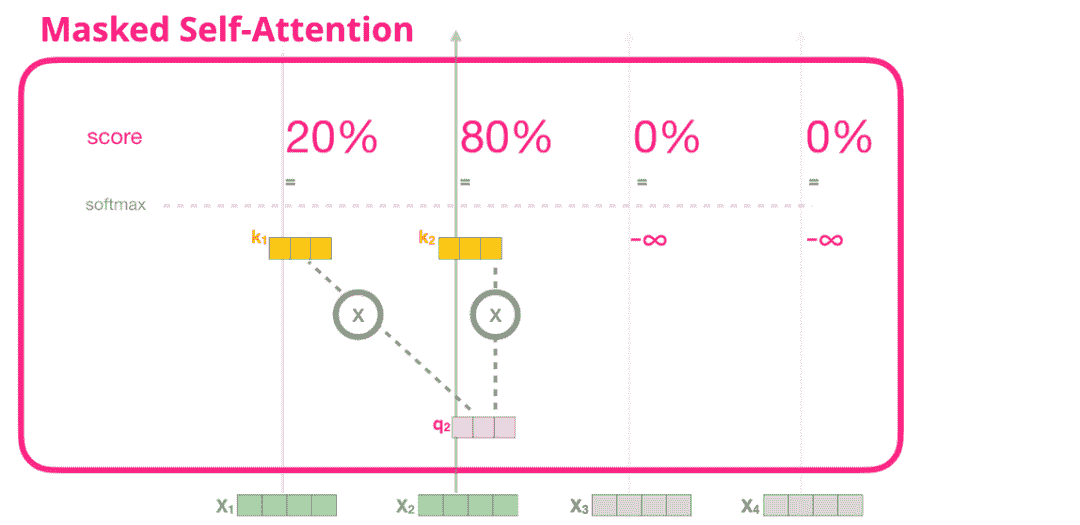 Masked Self-Attention
score 20% 80% 0% 0%
= = = =
softmax
k₁ k₂ -∞ -∞
X X
q₂
X₁ X₂ X₃ X₄